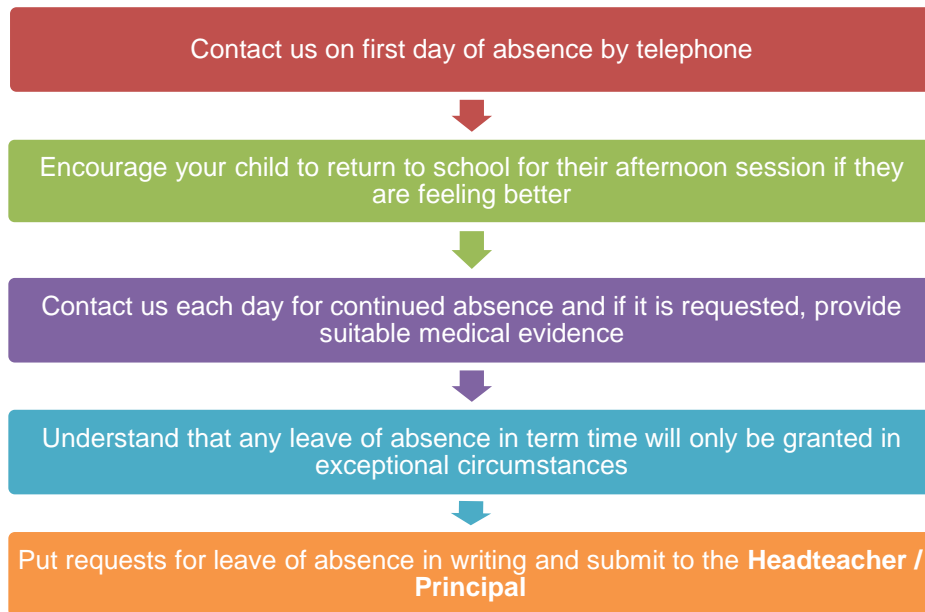 Contact us on first day of absence by telephone
Encourage your child to return to school for their afternoon session if they
are feeling better
Contact us each day for continued absence and if it is requested, provide
suitable medical evidence
Understand that any leave of absence in term time will only be granted in
exceptional circumstances
Put requests for leave of absence in writing and submit to the Headteacher /
Principal